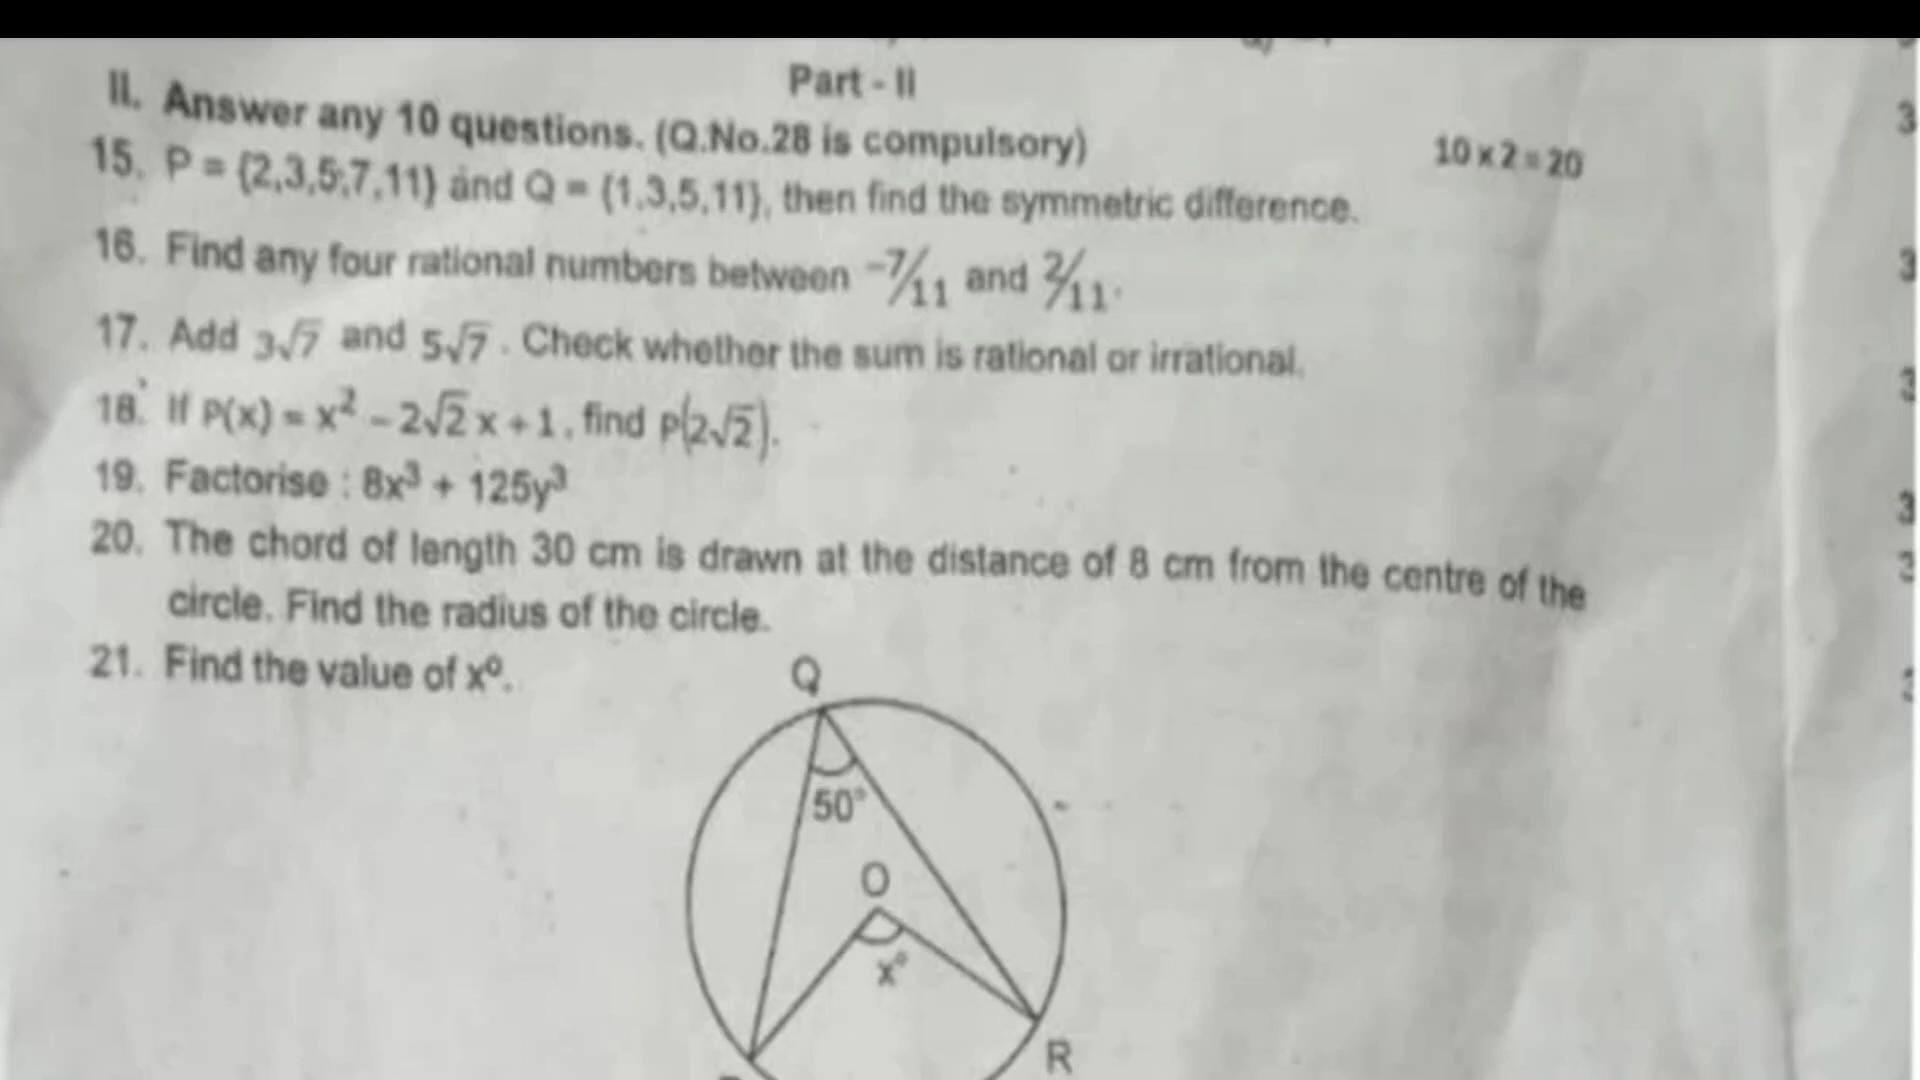 Part - II
II. Answer any 10 questions. (Q.No.28 is compulsory)
10 x 2 = 20
15. P = {2,3,5,7,11} and Q = {1,3,5,11}, then find the symmetric difference.
16. Find any four rational numbers between -7/11 and 2/11.
17. Add 3√7 and 5√7. Check whether the sum is rational or irrational.
18. If P(x) = x² - 2√2 x + 1, find P(2√2).
19. Factorise : 8x³ + 125y³
20. The chord of length 30 cm is drawn at the distance of 8 cm from the centre of the
circle. Find the radius of the circle.
21. Find the value of x⁰.
Q
50°
O
x°
R